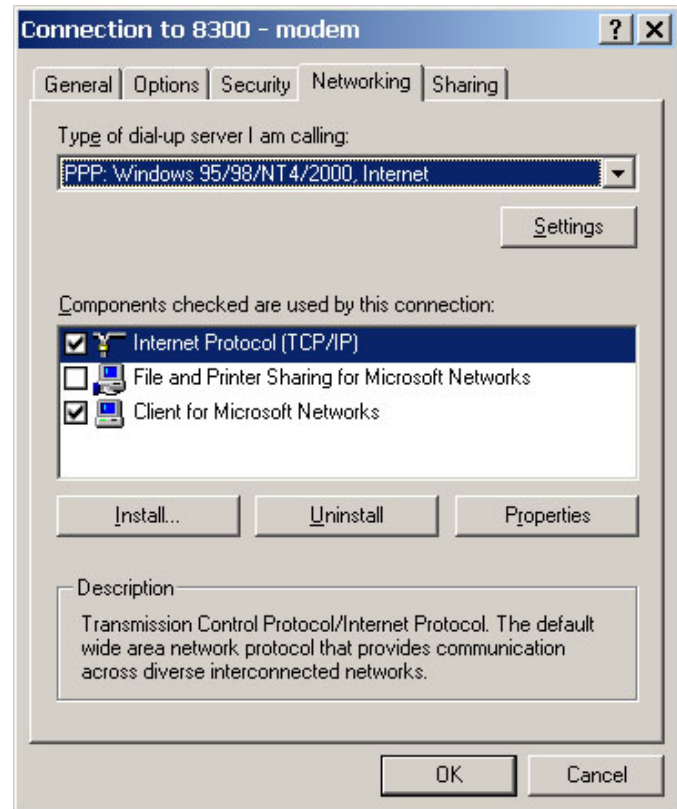 Connection to 8300 - modem
General
Options
Security
Networking
Sharing
Type of dial-up server I am calling:
PPP: Windows 95/98/NT4/2000, Internet
Settings
Components checked are used by this connection:
Internet Protocol (TCP/IP)
File and Printer Sharing for Microsoft Networks
Client for Microsoft Networks
Install...
Uninstall
Properties
Description
Transmission Control Protocol/Internet Protocol. The default
wide area network protocol that provides communication
across diverse interconnected networks.
OK
Cancel